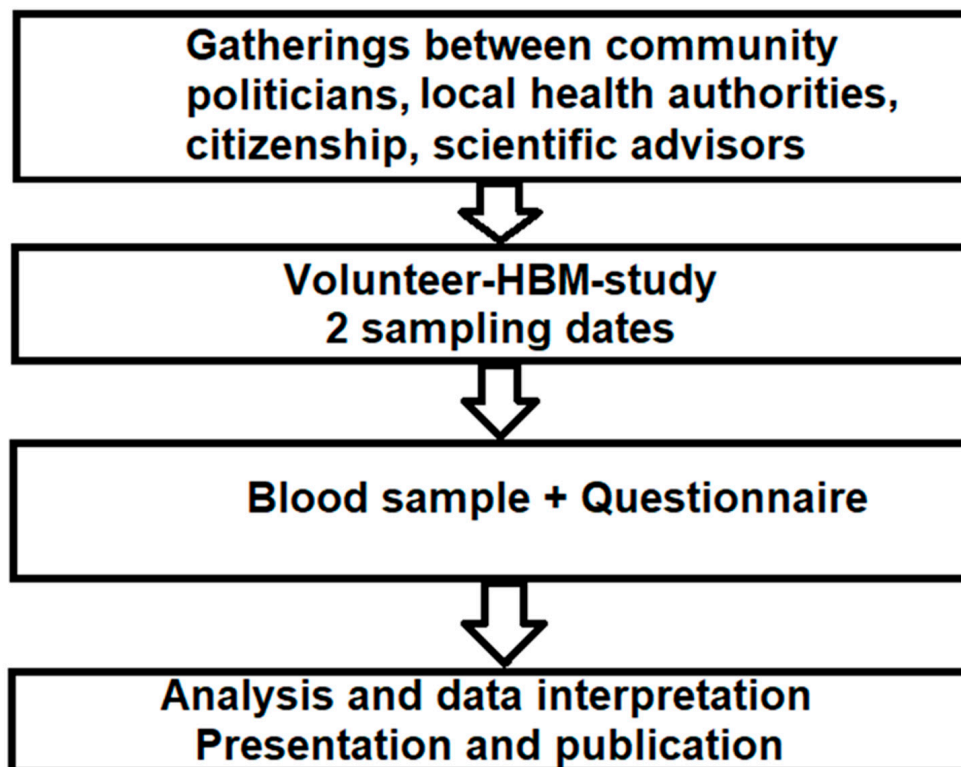 Gatherings between community
politicians, local health authorities,
citizenship, scientific advisors
Volunteer-HBM-study
2 sampling dates
Blood sample + Questionnaire
Analysis and data interpretation
Presentation and publication